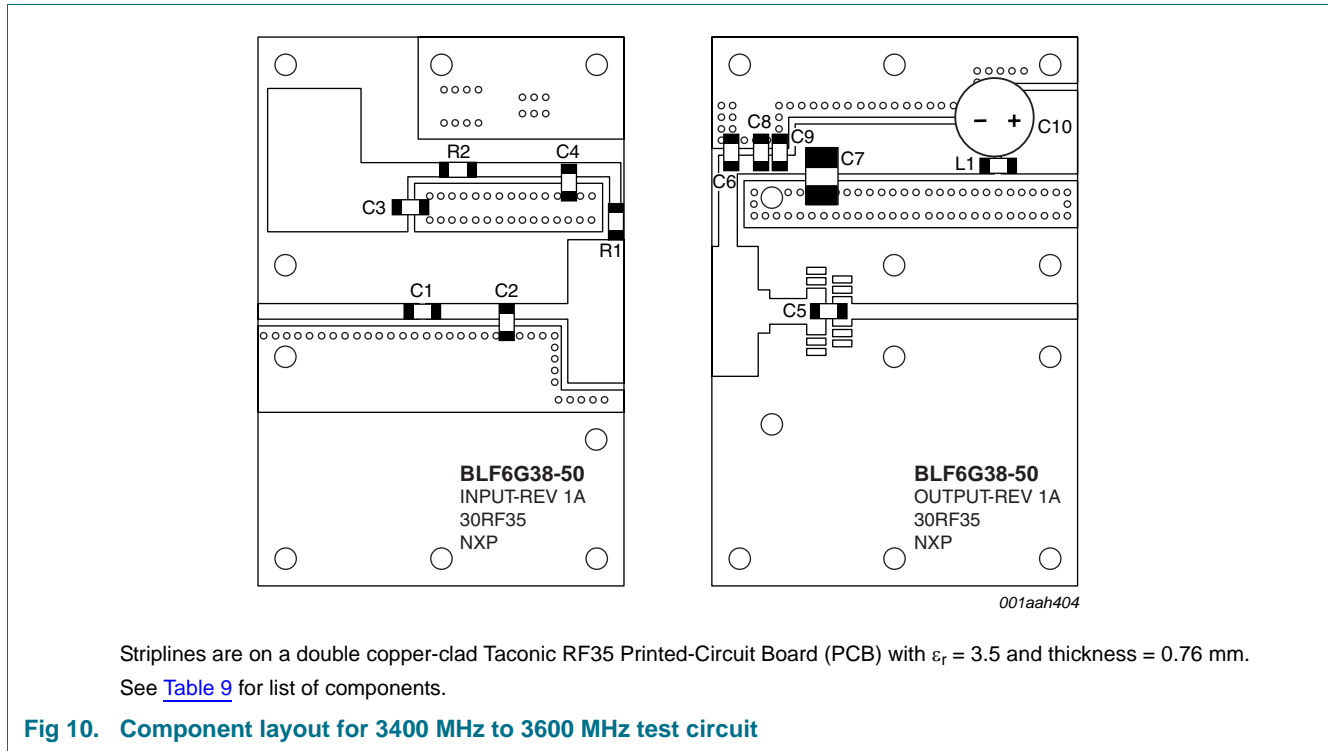 R2
C4
C3
R1
C1
C2
BLF6G38-50
INPUT-REV 1A
30RF35
NXP
C8
C9
C10
− +
C7
L1
C6
C5
BLF6G38-50
OUTPUT-REV 1A
30RF35
NXP
001aah404
Striplines are on a double copper-clad Taconic RF35 Printed-Circuit Board (PCB) with εr = 3.5 and thickness = 0.76 mm.
See Table 9 for list of components.
Fig 10. Component layout for 3400 MHz to 3600 MHz test circuit